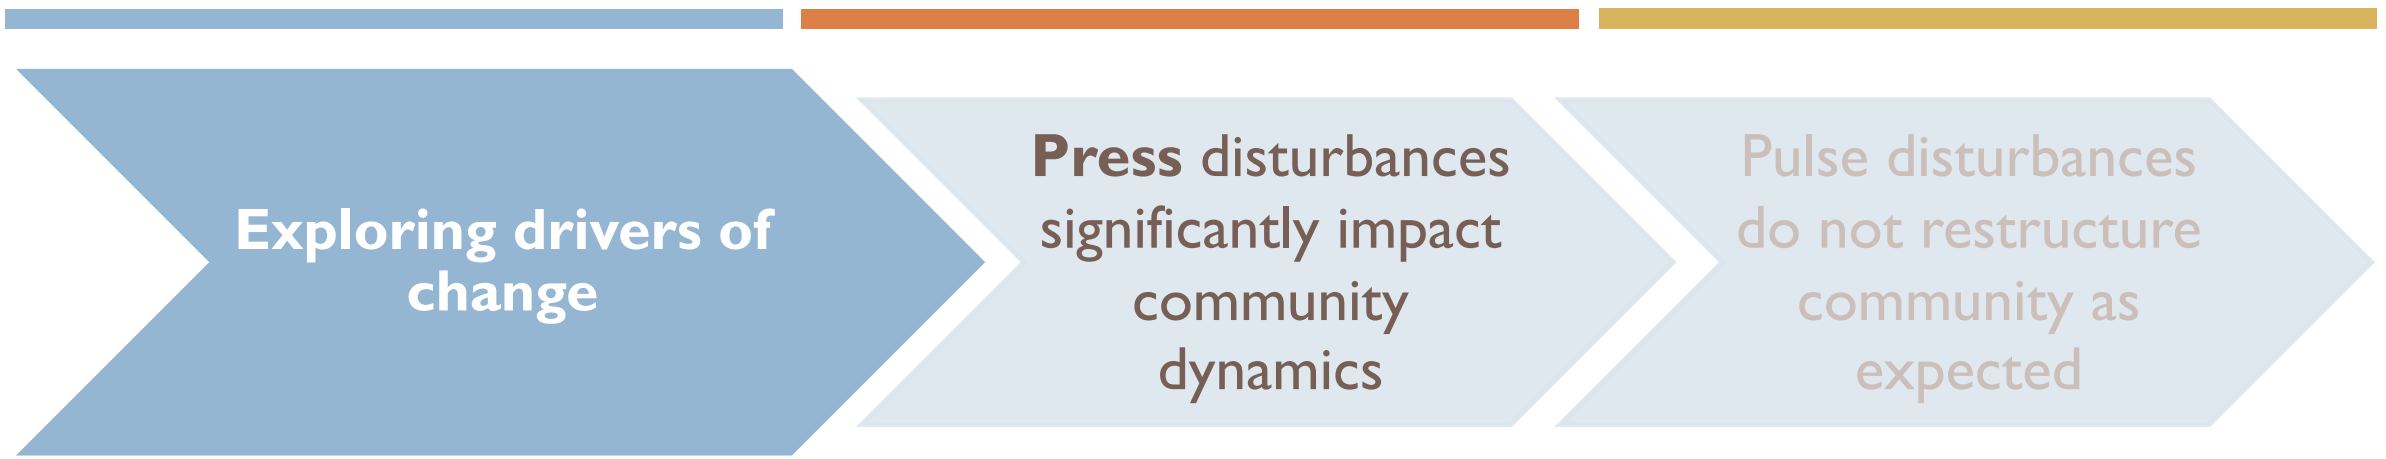 Exploring drivers of
change
Press disturbances
significantly impact
community
dynamics
Pulse disturbances
do not restructure
community as
expected